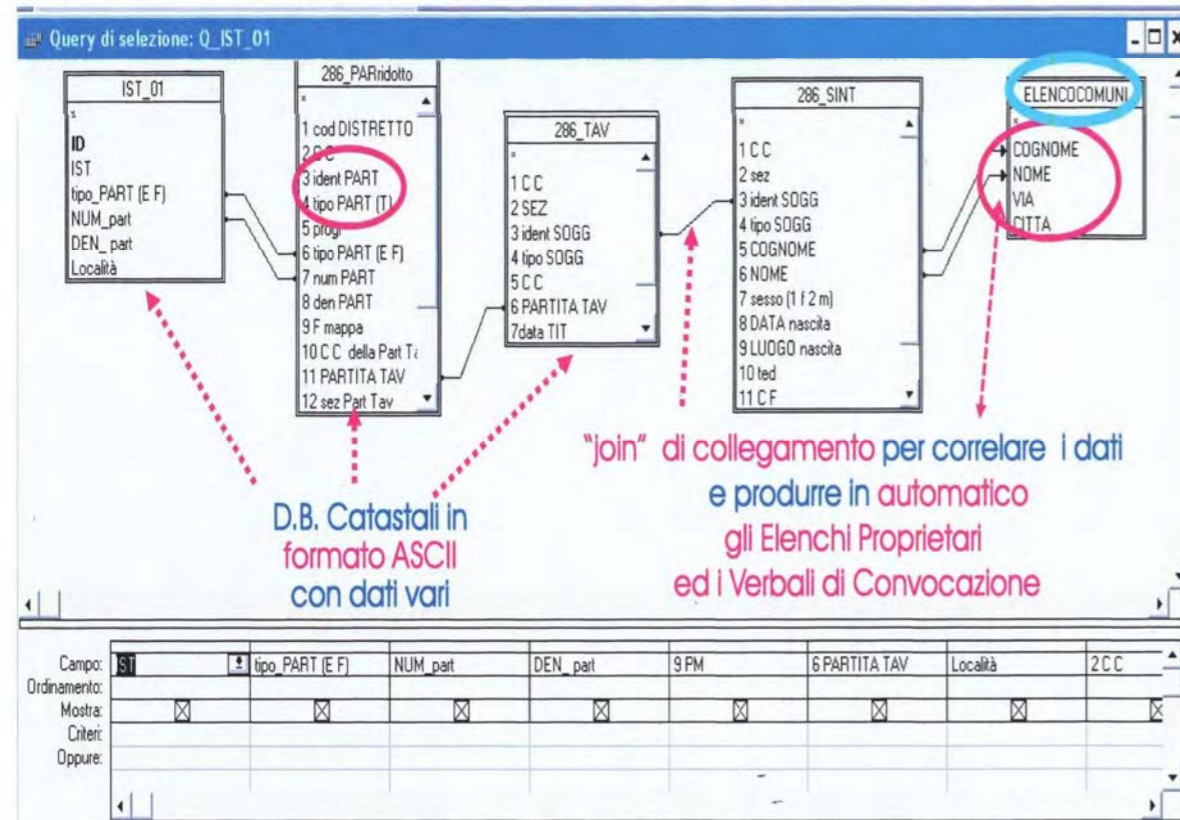 Query di selezione: Q_IST_01
IST_01
*
ID
IST
tipo_PART (E F)
NUM_part
DEN_ part
Località
286_PARridotto
*
1 cod DISTRETTO
2 C C
3 ident PART
4 tipo PART (T)
5 progr
6 tipo PART (E F)
7 num PART
8 den PART
9 F mappa
10 C C della Part Ta
11 PARTITA TAV
12 sez Part Tav
286_TAV
*
1 C C
2 SEZ
3 ident SOGG
4 tipo SOGG
5 C C
6 PARTITA TAV
7data TIT
286_SINT
*
1 C C
2 sez
3 ident SOGG
4 tipo SOGG
5 COGNOME
6 NOME
7 sesso (1 f 2 m)
8 DATA nascita
9 LUOGO nascita
10 ted
11 C F
ELENCOCOMUNI
*
COGNOME
NOME
VIA
CITTA
D.B. Catastali in
formato ASCII
con dati vari
"join" di collegamento per correlare i dati
e produrre in automatico
gli Elenchi Proprietari
ed i Verbali di Convocazione
Campo: IST tipo_PART (E F) NUM_part DEN_ part 9 PM 6 PARTITA TAV Località 2 C C
Ordinamento:
Mostra:
Criteri:
Oppure: